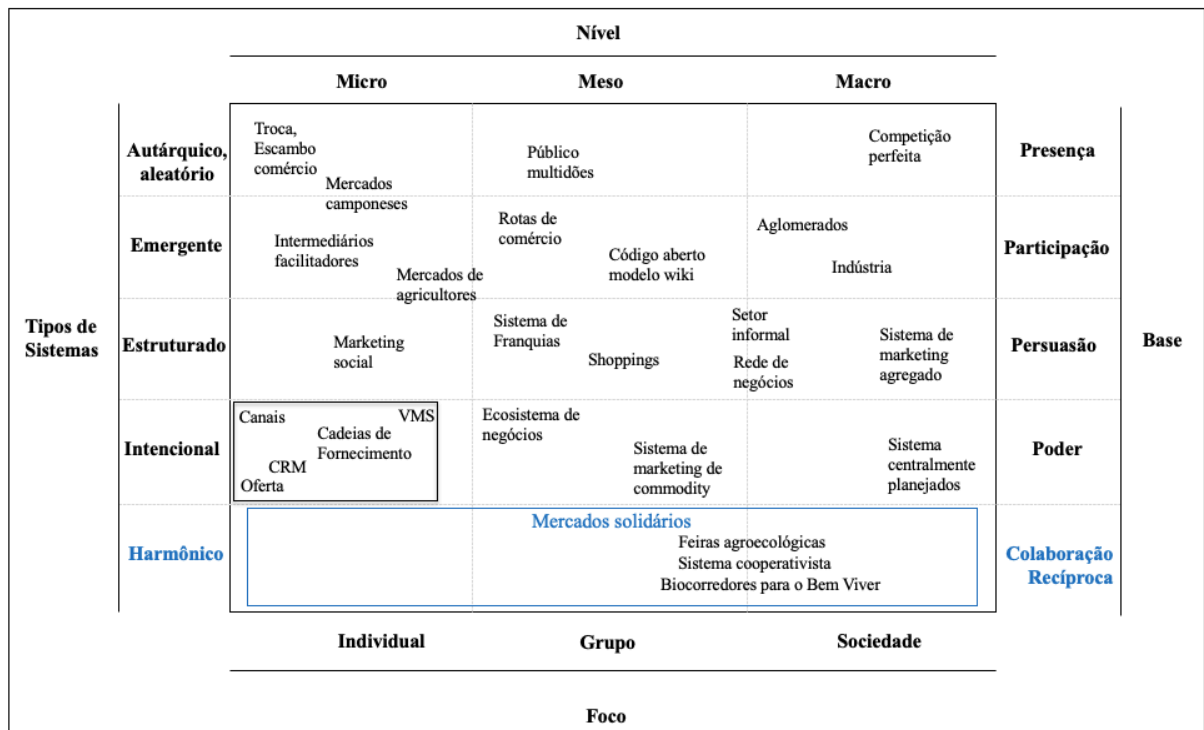 Nível
Micro
Meso
Macro
Tipos de
Sistemas
Autárquico,
aleatório
Troca,
Escambo
comércio
Mercados
camponeses
Público
multidões
Competição
perfeita
Presença
Emergente
Intermediários
facilitadores
Mercados de
agricultores
Rotas de
comércio
Código aberto
modelo wiki
Aglomerados
Indústria
Participação
Estruturado
Marketing
social
Sistema de
Franquias
Shoppings
Setor
informal
Rede de
negócios
Sistema de
marketing
agregado
Persuasão
Base
Intencional
Canais
VMS
Cadeias de
Fornecimento
CRM
Oferta
Ecosistema de
negócios
Sistema de
marketing de
commodity
Sistema
centralmente
planejados
Poder
Harmônico
Mercados solidários
Feiras agroecológicas
Sistema cooperativista
Biocorredores para o Bem Viver
Colaboração
Recíproca
Individual
Grupo
Sociedade
Foco